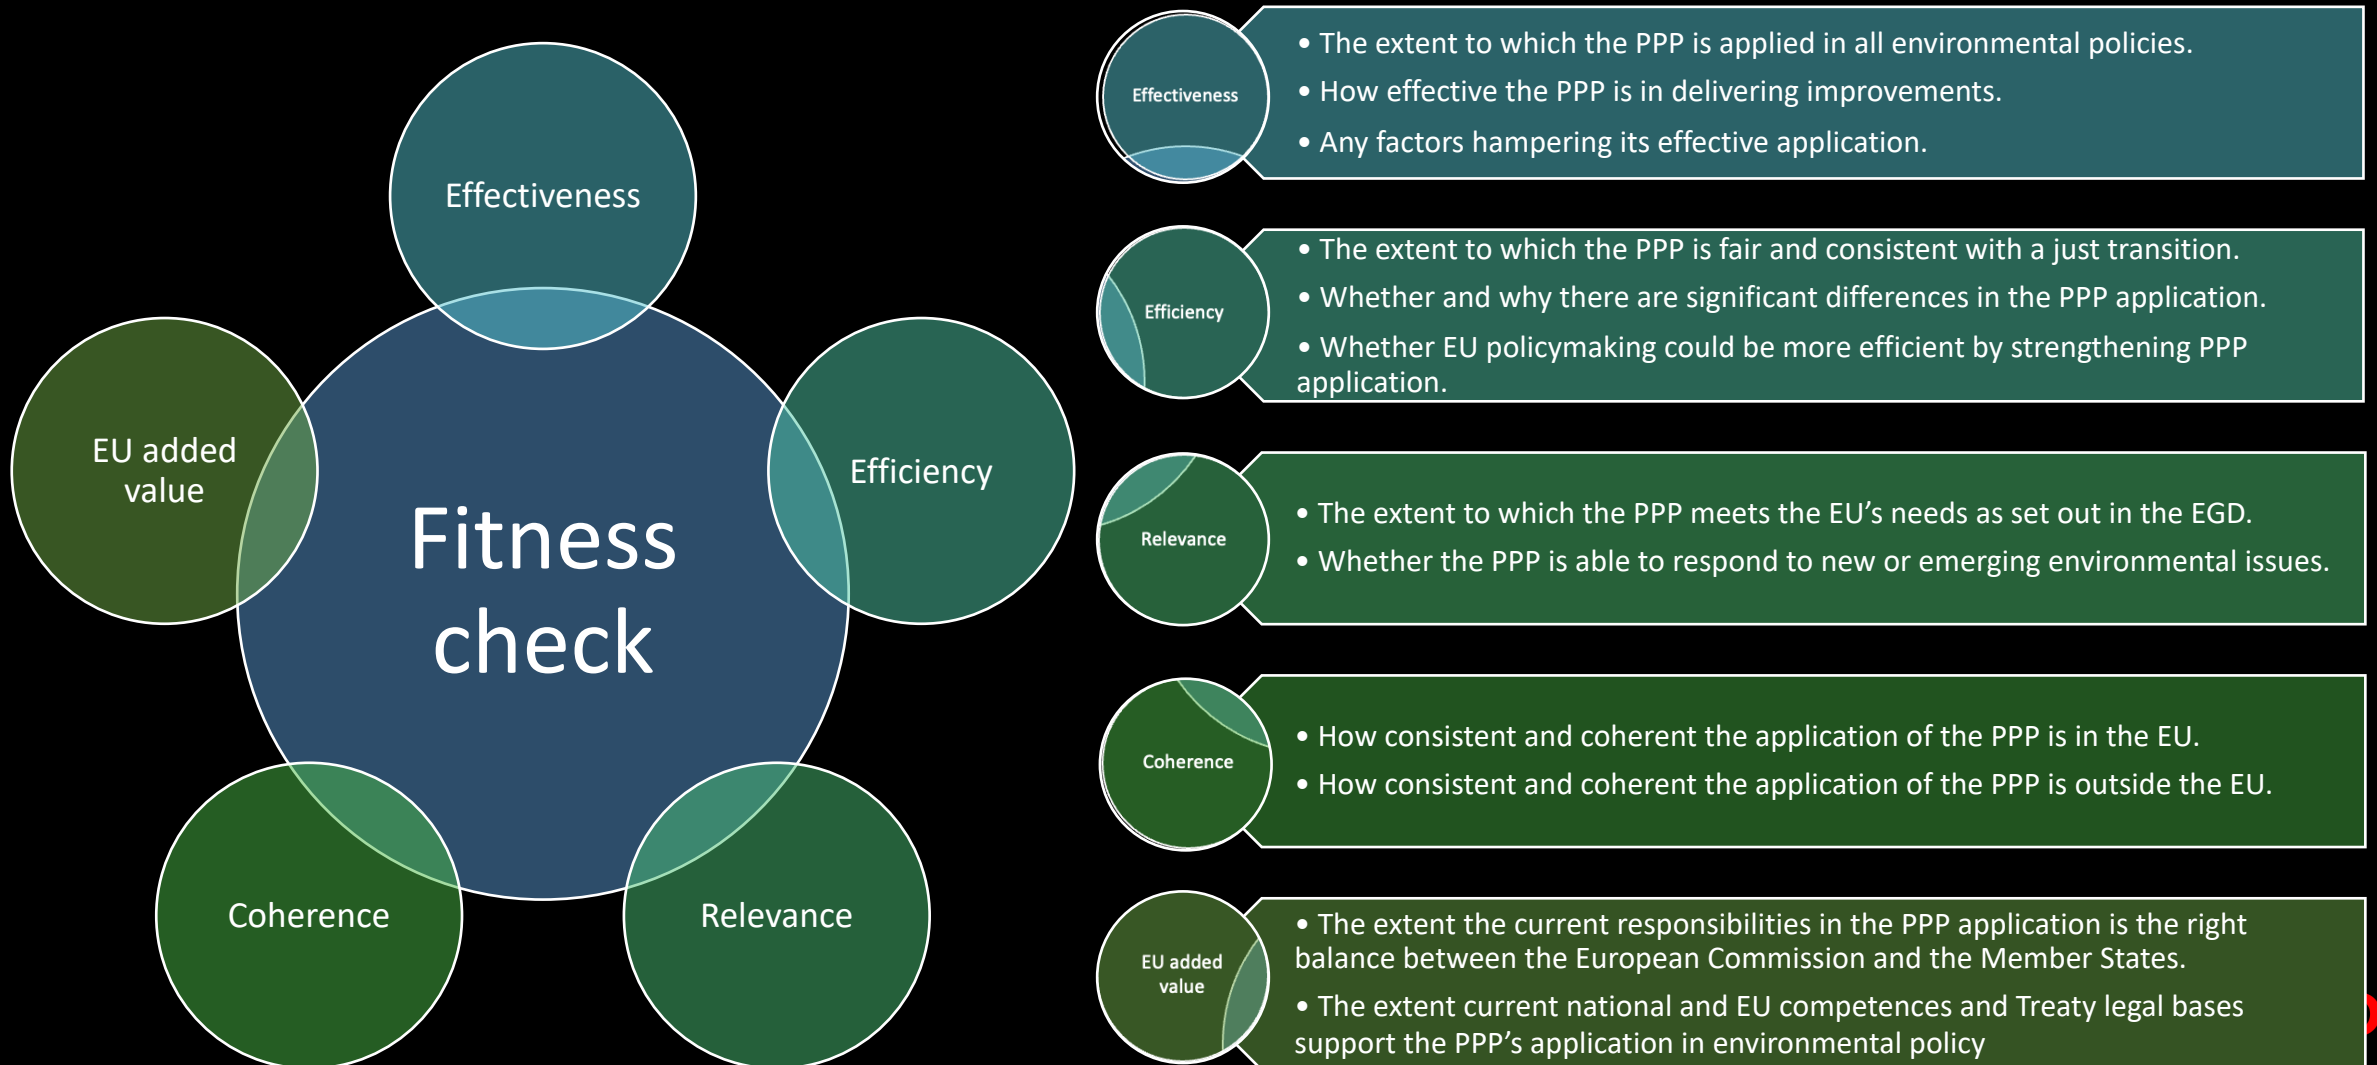 Effectiveness
EU added
value
Efficiency
Fitness
check
Coherence
Relevance
Effectiveness
• The extent to which the PPP is applied in all environmental policies.
• How effective the PPP is in delivering improvements.
• Any factors hampering its effective application.
Efficiency
• The extent to which the PPP is fair and consistent with a just transition.
• Whether and why there are significant differences in the PPP application.
• Whether EU policymaking could be more efficient by strengthening PPP
application.
Relevance
• The extent to which the PPP meets the EU’s needs as set out in the EGD.
• Whether the PPP is able to respond to new or emerging environmental issues.
Coherence
• How consistent and coherent the application of the PPP is in the EU.
• How consistent and coherent the application of the PPP is outside the EU.
EU added
value
• The extent the current responsibilities in the PPP application is the right
balance between the European Commission and the Member States.
• The extent current national and EU competences and Treaty legal bases
support the PPP’s application in environmental policy